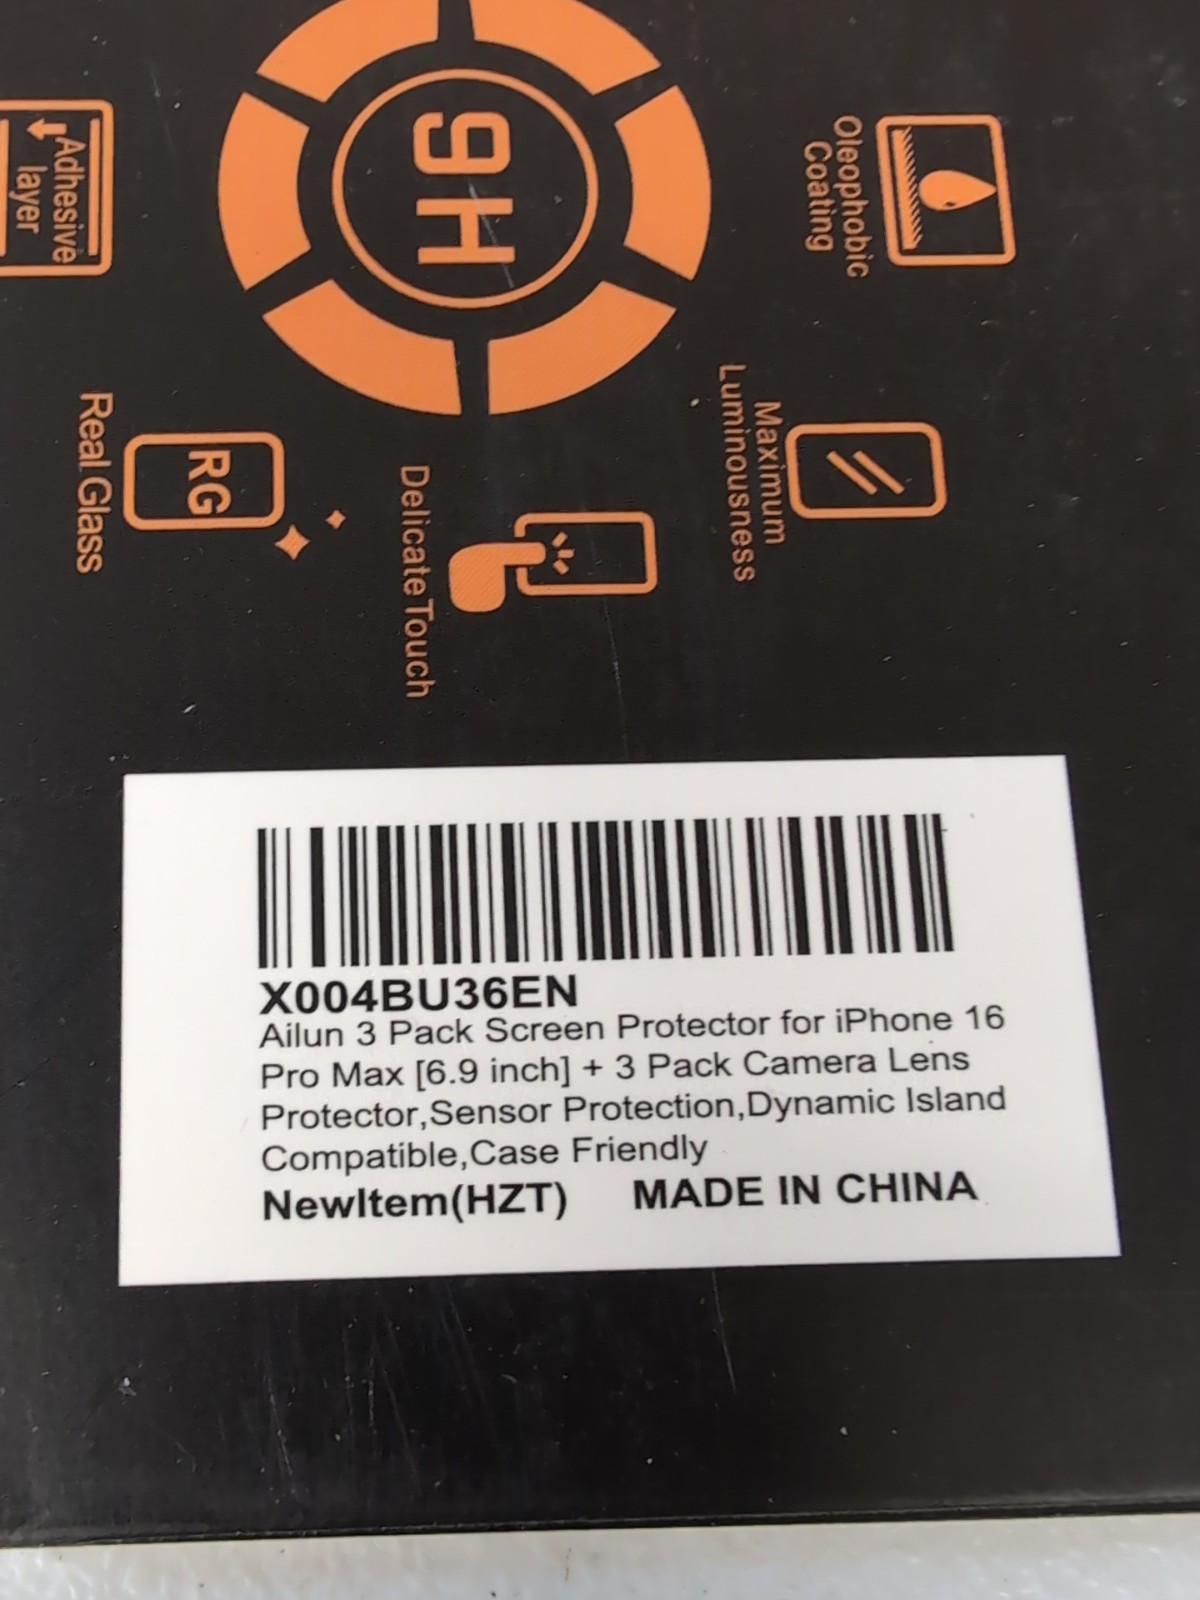 Oleophobic
Coating
Adhesive
layer
9H
Maximum
Luminousness
RG
Real Glass
Delicate Touch
X004BU36EN
Ailun 3 Pack Screen Protector for iPhone 16
Pro Max [6.9 inch] + 3 Pack Camera Lens
Protector,Sensor Protection,Dynamic Island
Compatible,Case Friendly
NewItem(HZT) MADE IN CHINA